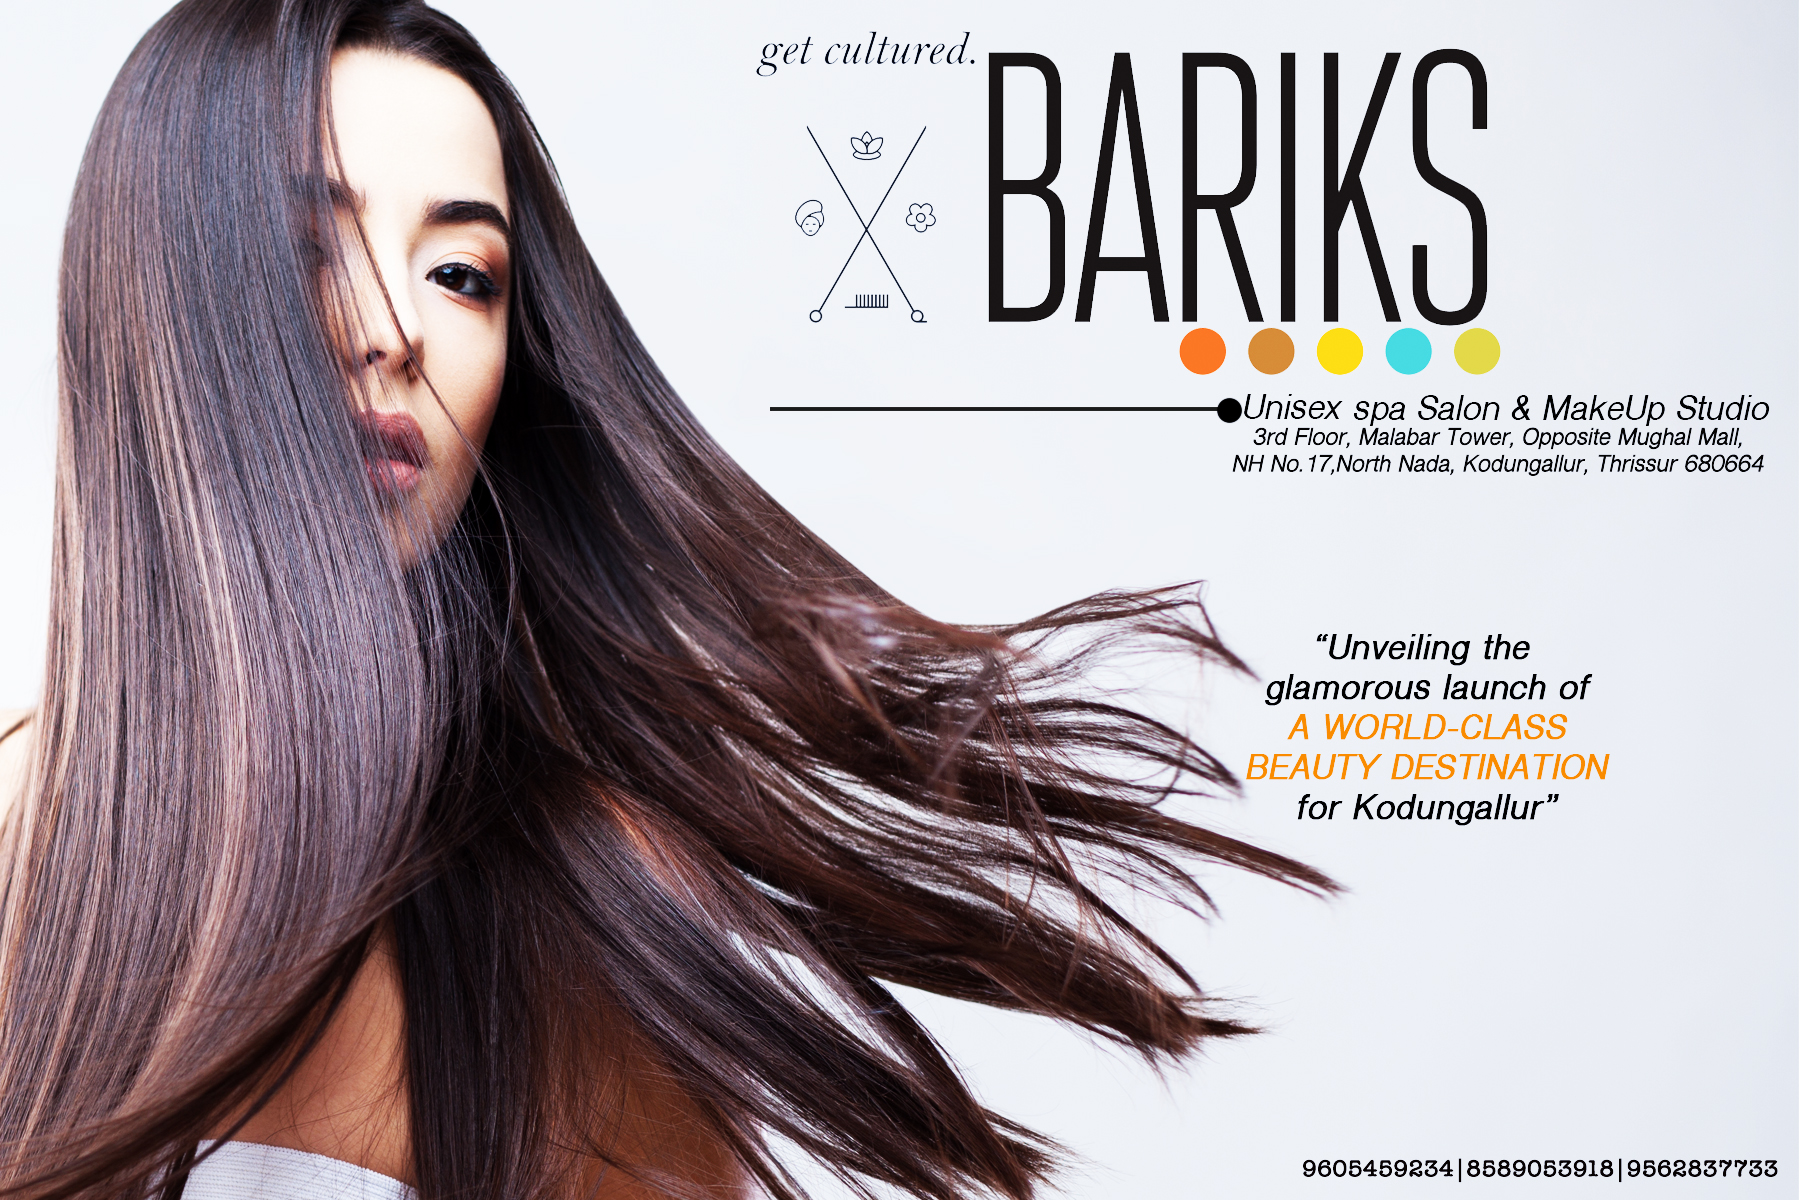 get cultured.
BARIKS
Unisex spa Salon & MakeUp Studio
3rd Floor, Malabar Tower, Opposite Mughal Mall,
NH No.17,North Nada, Kodungallur, Thrissur 680664
“Unveiling the
glamorous launch of
A WORLD-CLASS
BEAUTY DESTINATION
for Kodungallur”
9605459234|8589053918|9562837733